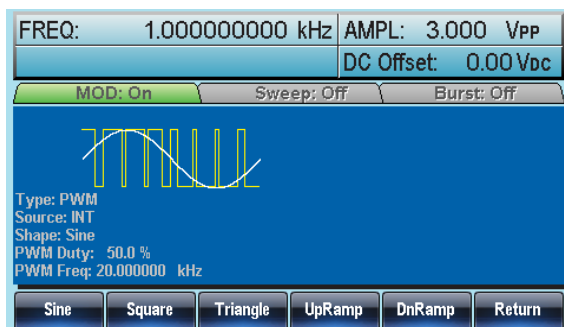 FREQ: 1.000000000 kHz AMPL: 3.000 VPP
DC Offset: 0.00 VDC
MOD: On Sweep: Off Burst: Off
Type: PWM
Source: INT
Shape: Sine
PWM Duty: 50.0 %
PWM Freq: 20.000000 kHz
Sine Square Triangle UpRamp DnRamp Return